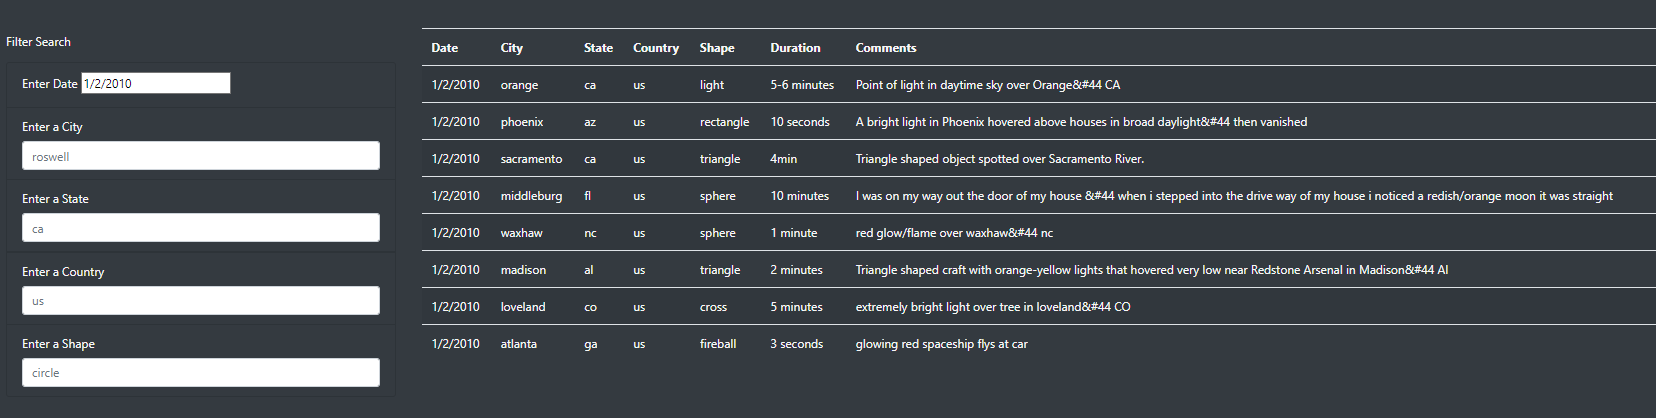 Filter Search
Enter Date 1/2/2010
Enter a City
roswell
Enter a State
ca
Enter a Country
us
Enter a Shape
circle
Date City State Country Shape Duration Comments
1/2/2010 orange ca us light 5-6 minutes Point of light in daytime sky over Orange&#44 CA
1/2/2010 phoenix az us rectangle 10 seconds A bright light in Phoenix hovered above houses in broad daylight&#44 then vanished
1/2/2010 sacramento ca us triangle 4min Triangle shaped object spotted over Sacramento River.
1/2/2010 middleburg fl us sphere 10 minutes I was on my way out the door of my house &#44 when i stepped into the drive way of my house i noticed a redish/orange moon it was straight
1/2/2010 waxhaw nc us sphere 1 minute red glow/flame over waxhaw&#44 nc
1/2/2010 madison al us triangle 2 minutes Triangle shaped craft with orange-yellow lights that hovered very low near Redstone Arsenal in Madison&#44 Al
1/2/2010 loveland co us cross 5 minutes extremely bright light over tree in loveland&#44 CO
1/2/2010 atlanta ga us fireball 3 seconds glowing red spaceship flys at car